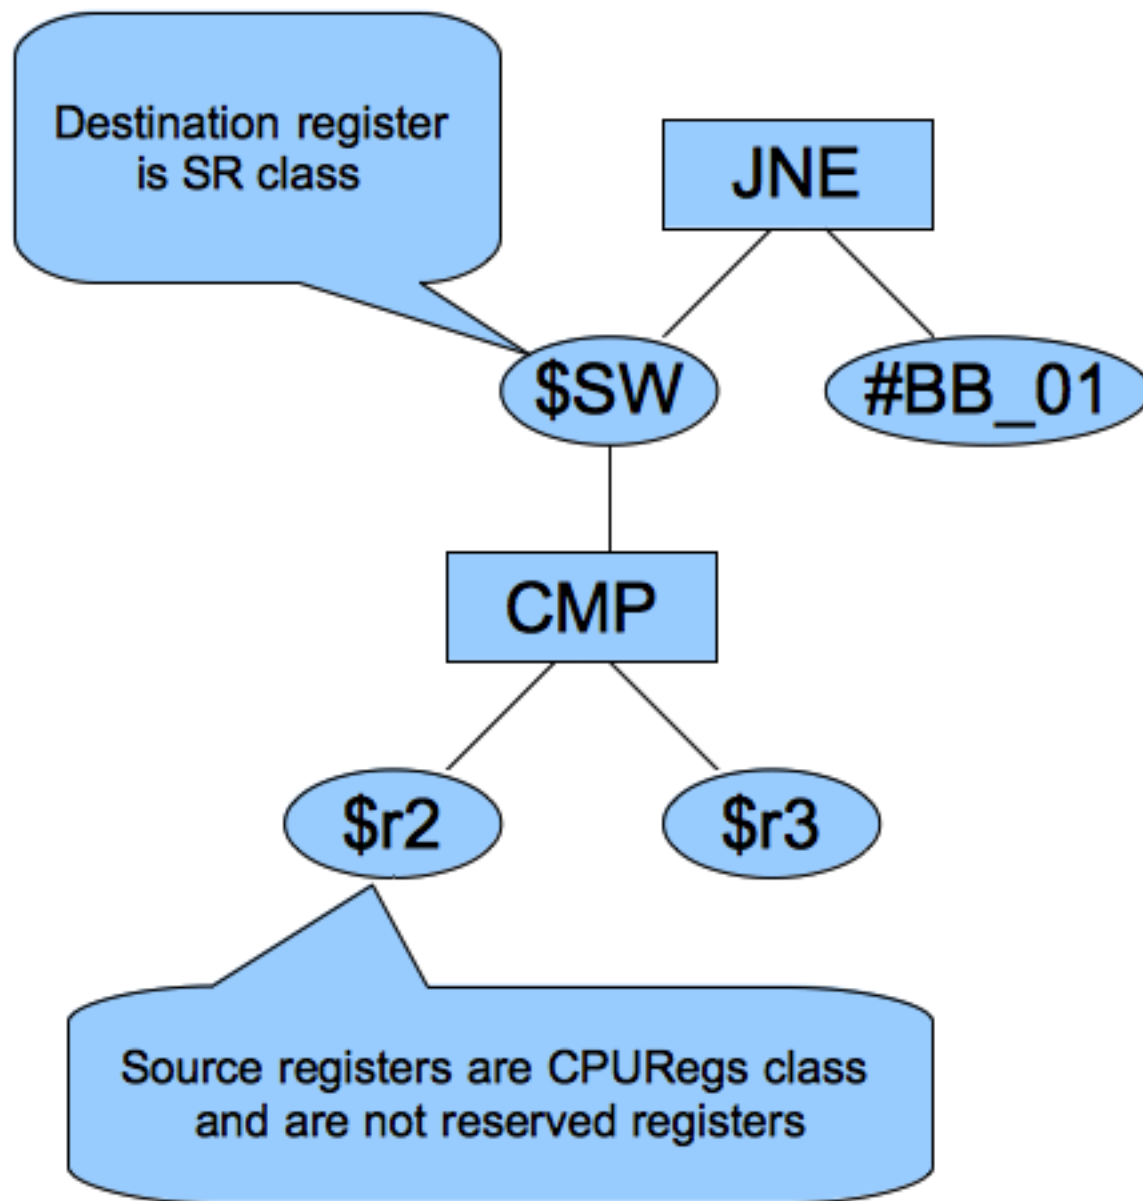 Destination register
is SR class
JNE
$SW
#BB_01
CMP
$r2
$r3
Source registers are CPURegs class
and are not reserved registers